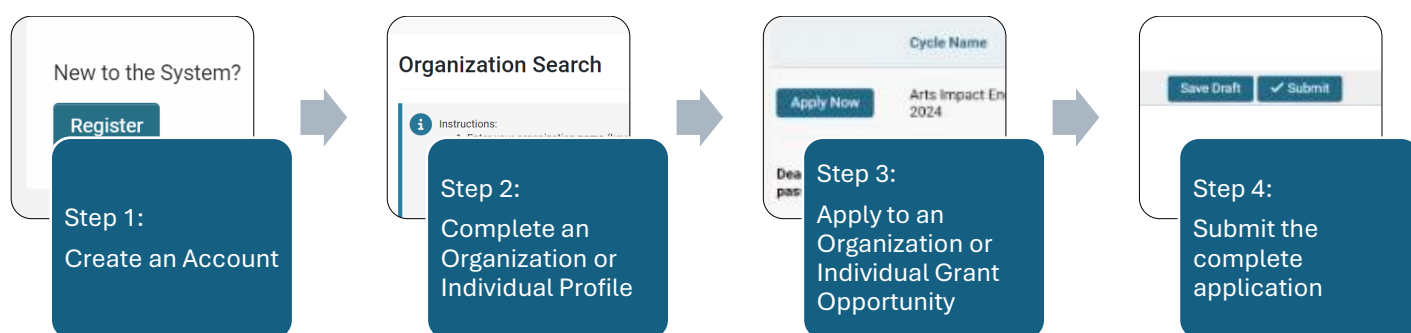 New to the System?
Register
Step 1:
Create an Account
Organization Search
Instructions:
Step 2:
Complete an
Organization or
Individual Profile
Cycle Name
Apply Now
Arts Impact
2024
Step 3:
Apply to an
Organization or
Individual Grant
Opportunity
Save Draft
✓ Submit
Step 4:
Submit the
complete
application